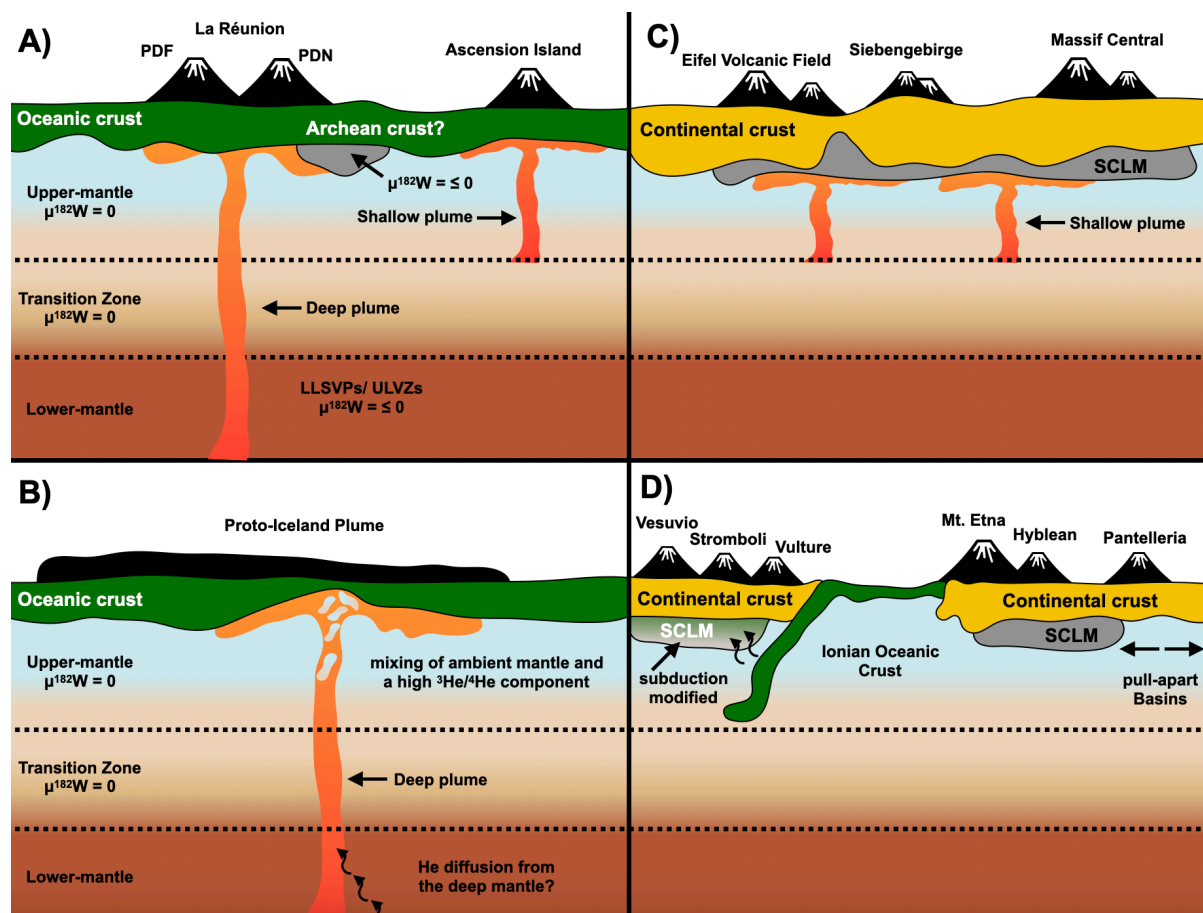 A)
La Réunion
PDF
PDN
Ascension Island
Oceanic crust
Archean crust?
μ¹⁸²W = ≤ 0
Upper-mantle
μ¹⁸²W = 0
Shallow plume
Transition Zone
μ¹⁸²W = 0
Deep plume
LLSVPs/ ULVZs
μ¹⁸²W = ≤ 0
Lower-mantle
B)
Proto-Iceland Plume
Oceanic crust
Upper-mantle
μ¹⁸²W = 0
mixing of ambient mantle and
a high ³He/⁴He component
Transition Zone
μ¹⁸²W = 0
Deep plume
Lower-mantle
He diffusion from
the deep mantle?
C)
Eifel Volcanic Field
Siebengebirge
Massif Central
Continental crust
SCLM
Shallow plume
D)
Vesuvio
Stromboli
Vulture
Mt. Etna
Hyblean
Pantelleria
Continental crust
Continental crust
SCLM
SCLM
subduction
modified
Ionian Oceanic
Crust
pull-apart
Basins